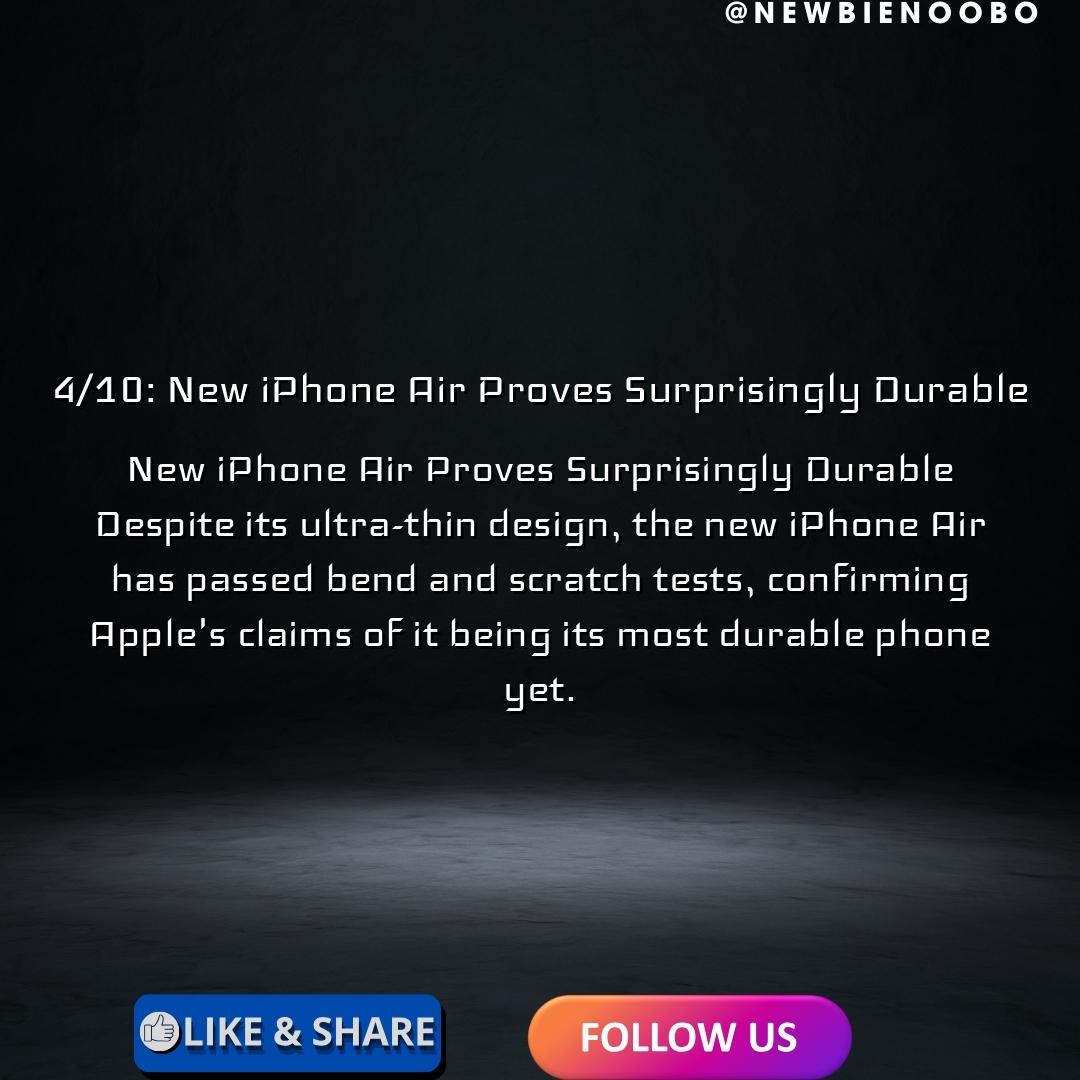 @NEWBIENOOBO
4/10: New iPhone Air Proves Surprisingly Durable
New iPhone Air Proves Surprisingly Durable
Despite its ultra-thin design, the new iPhone Air
has passed bend and scratch tests, confirming
Apple's claims of it being its most durable phone
yet.
LIKE & SHARE
FOLLOW US